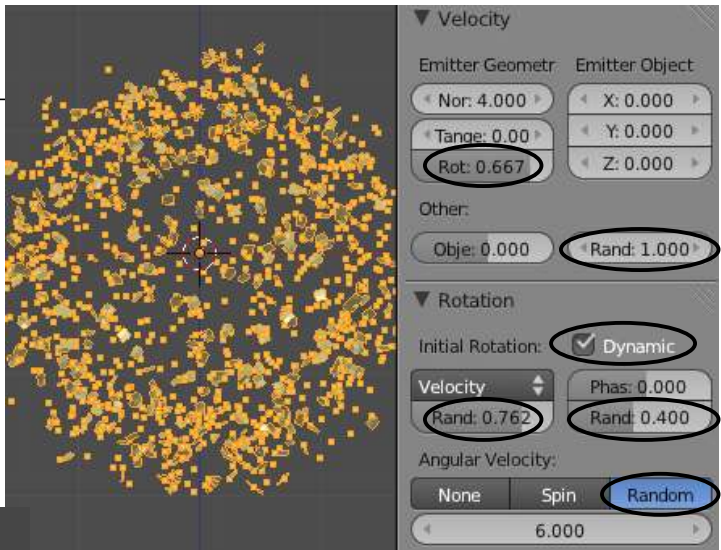 Velocity
Emitter Geometr Emitter Object
Nor: 4.000 X: 0.000
Tange: 0.00 Y: 0.000
Rot: 0.667 Z: 0.000
Other:
Obje: 0.000 Rand: 1.000
Rotation
Initial Rotation: Dynamic
Velocity Phas: 0.000
Rand: 0.762 Rand: 0.400
Angular Velocity:
None Spin Random
6.000